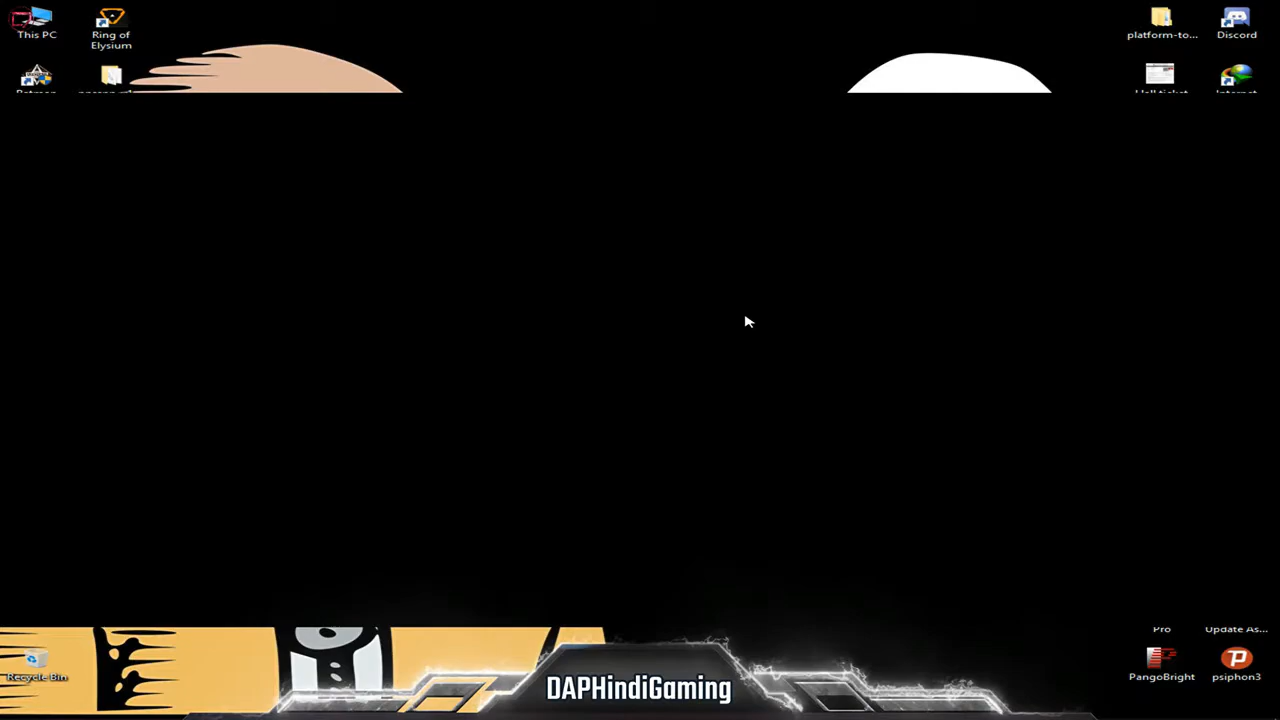 This PC
Ring of
Elysium
platform-to...
Discord
Pro
Update As...
Recycle Bin
PangoBright
psiphon3
DAPHindiGaming